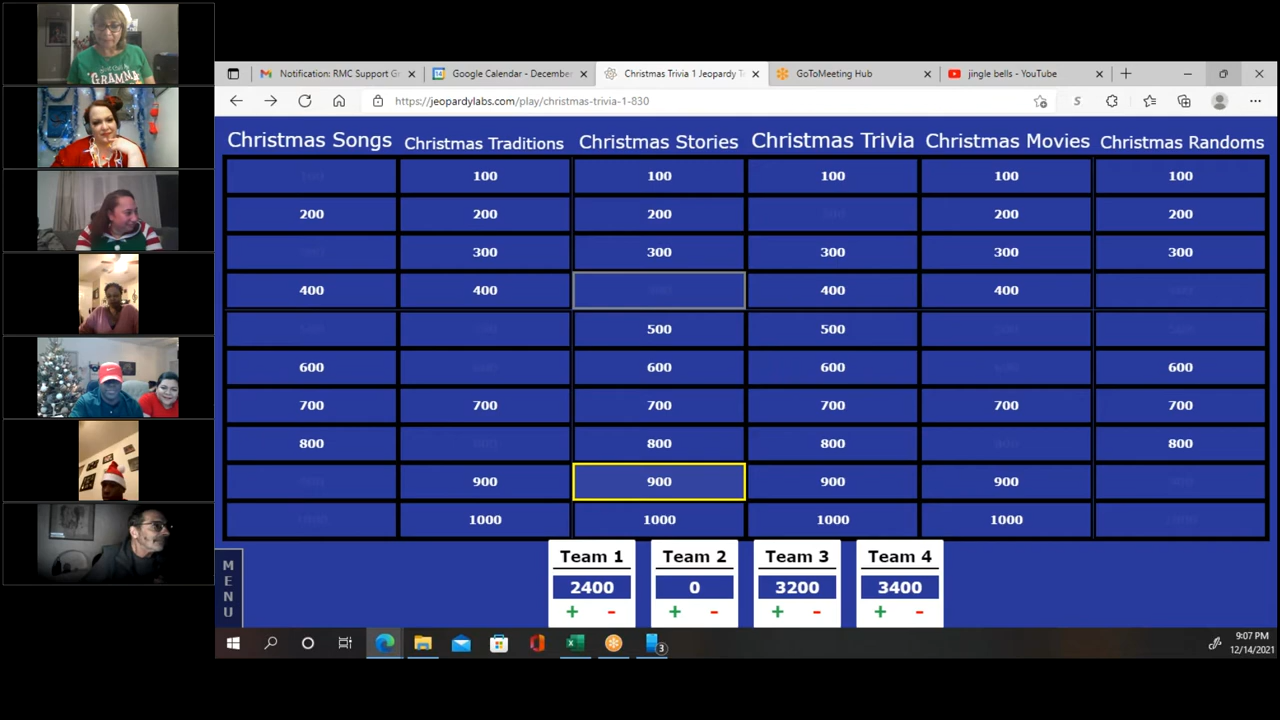 GRAMMA
Notification: RMC Support Gr
Google Calendar - December
Christmas Trivia 1 Jeopardy Te
GoToMeeting Hub
jingle bells - YouTube
https://jeopardylabs.com/play/christmas-trivia-1-830
Christmas Songs Christmas Traditions Christmas Stories Christmas Trivia Christmas Movies Christmas Randoms
100 100 100 100 100
200 200 200 200 200
300 300 300 300 300
400 400 400 400
500 500
600 600 600 600
700 700 700 700 700 700
800 800 800 800
900 900 900 900
1000 1000 1000 1000
MENU
Team 1 Team 2 Team 3 Team 4
2400 0 3200 3400
+ - + - + - + -
3
9:07 PM
12/14/2021